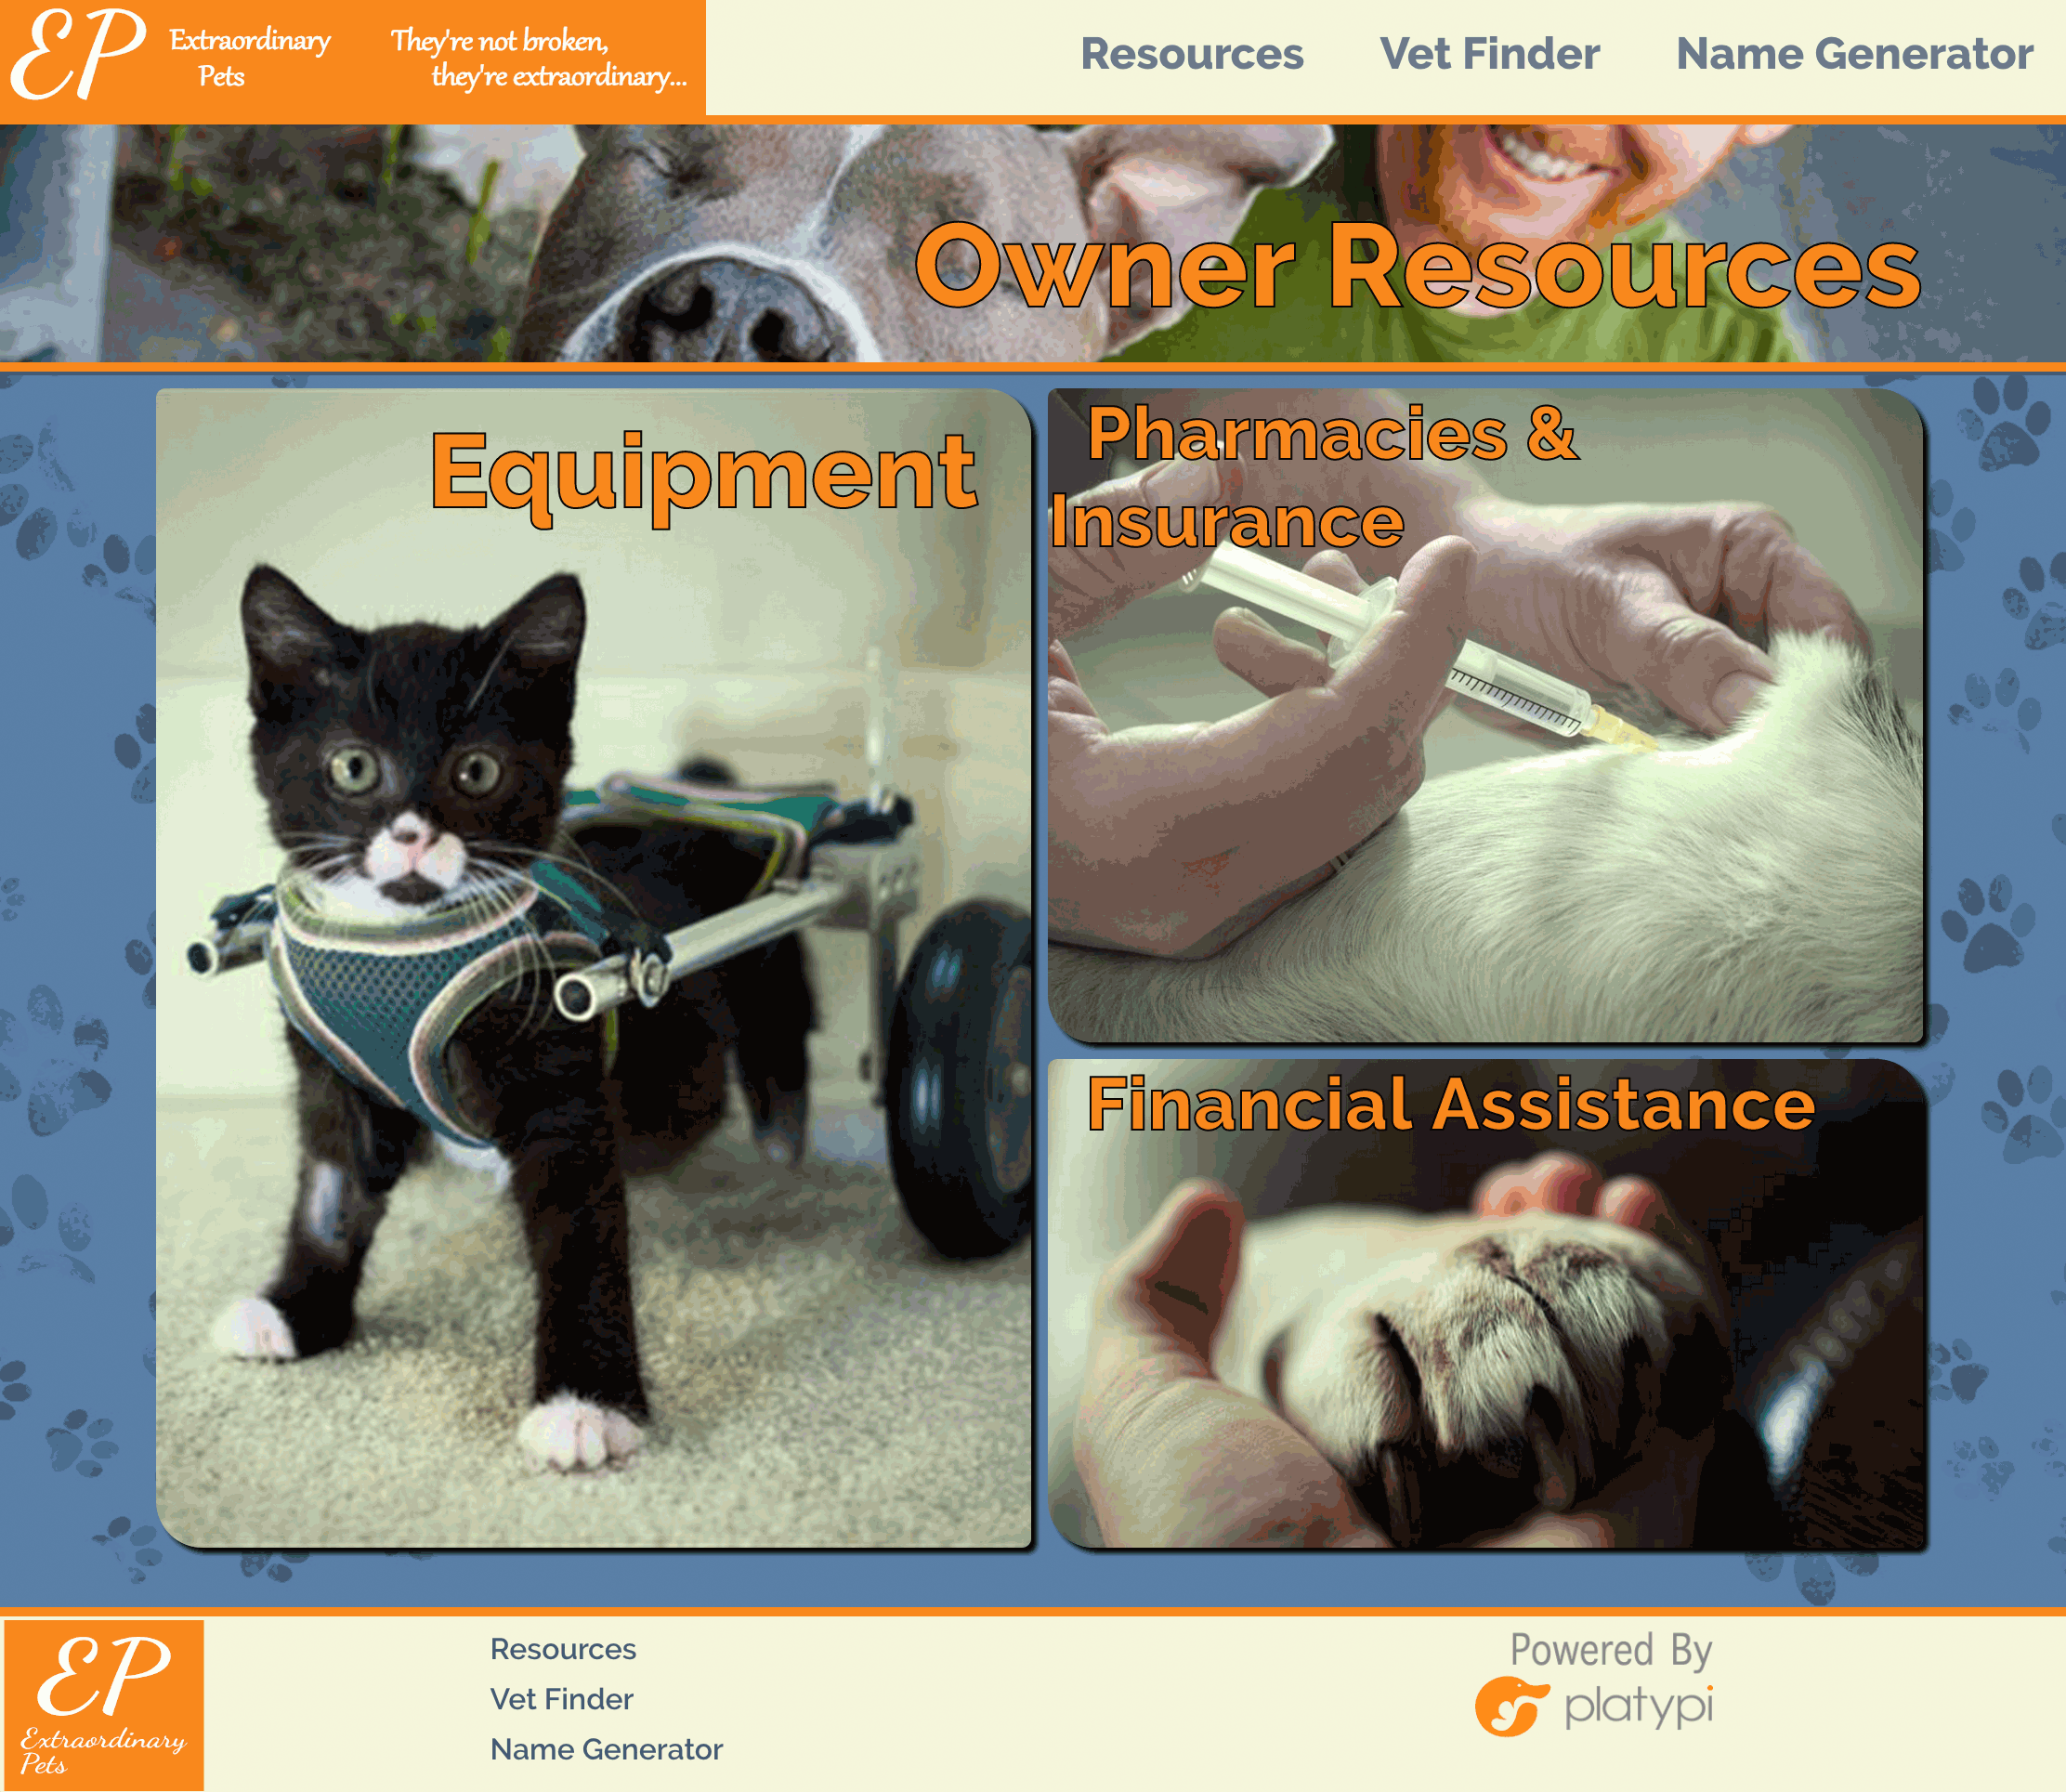 EP
Extraordinary
Pets
They're not broken,
they're extraordinary...
Resources
Vet Finder
Name Generator
Owner Resources
Equipment
Pharmacies &
Insurance
Financial Assistance
EP
Extraordinary
Pets
Resources
Vet Finder
Name Generator
Powered By
platypi